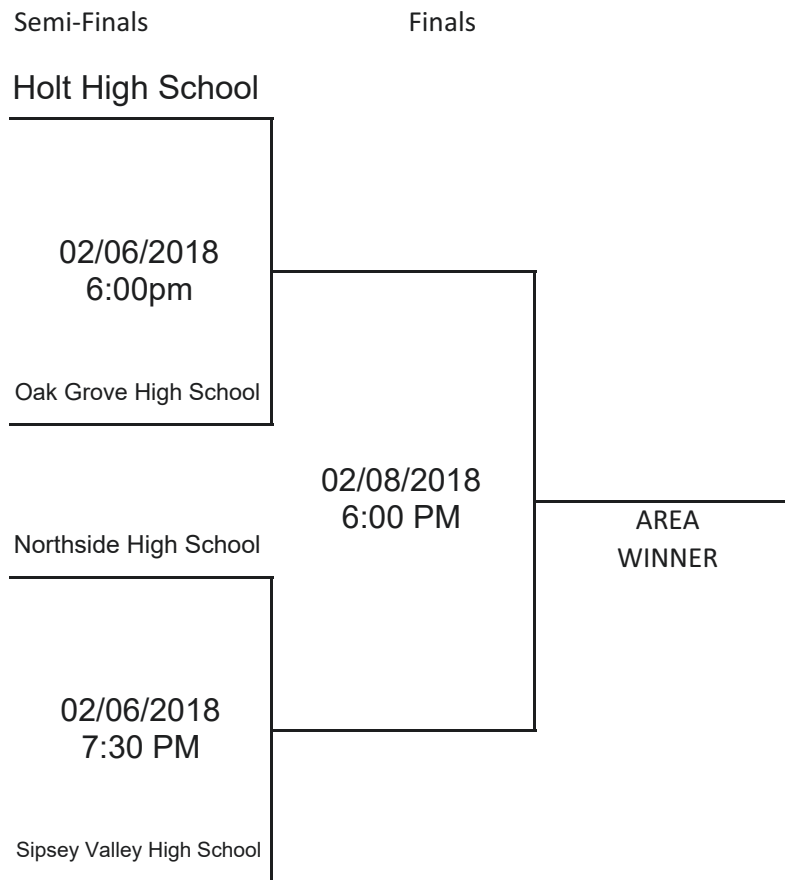 Semi-Finals
Finals
Holt High School
02/06/2018
6:00pm
Oak Grove High School
02/08/2018
6:00 PM
AREA
WINNER
Northside High School
02/06/2018
7:30 PM
Sipsey Valley High School